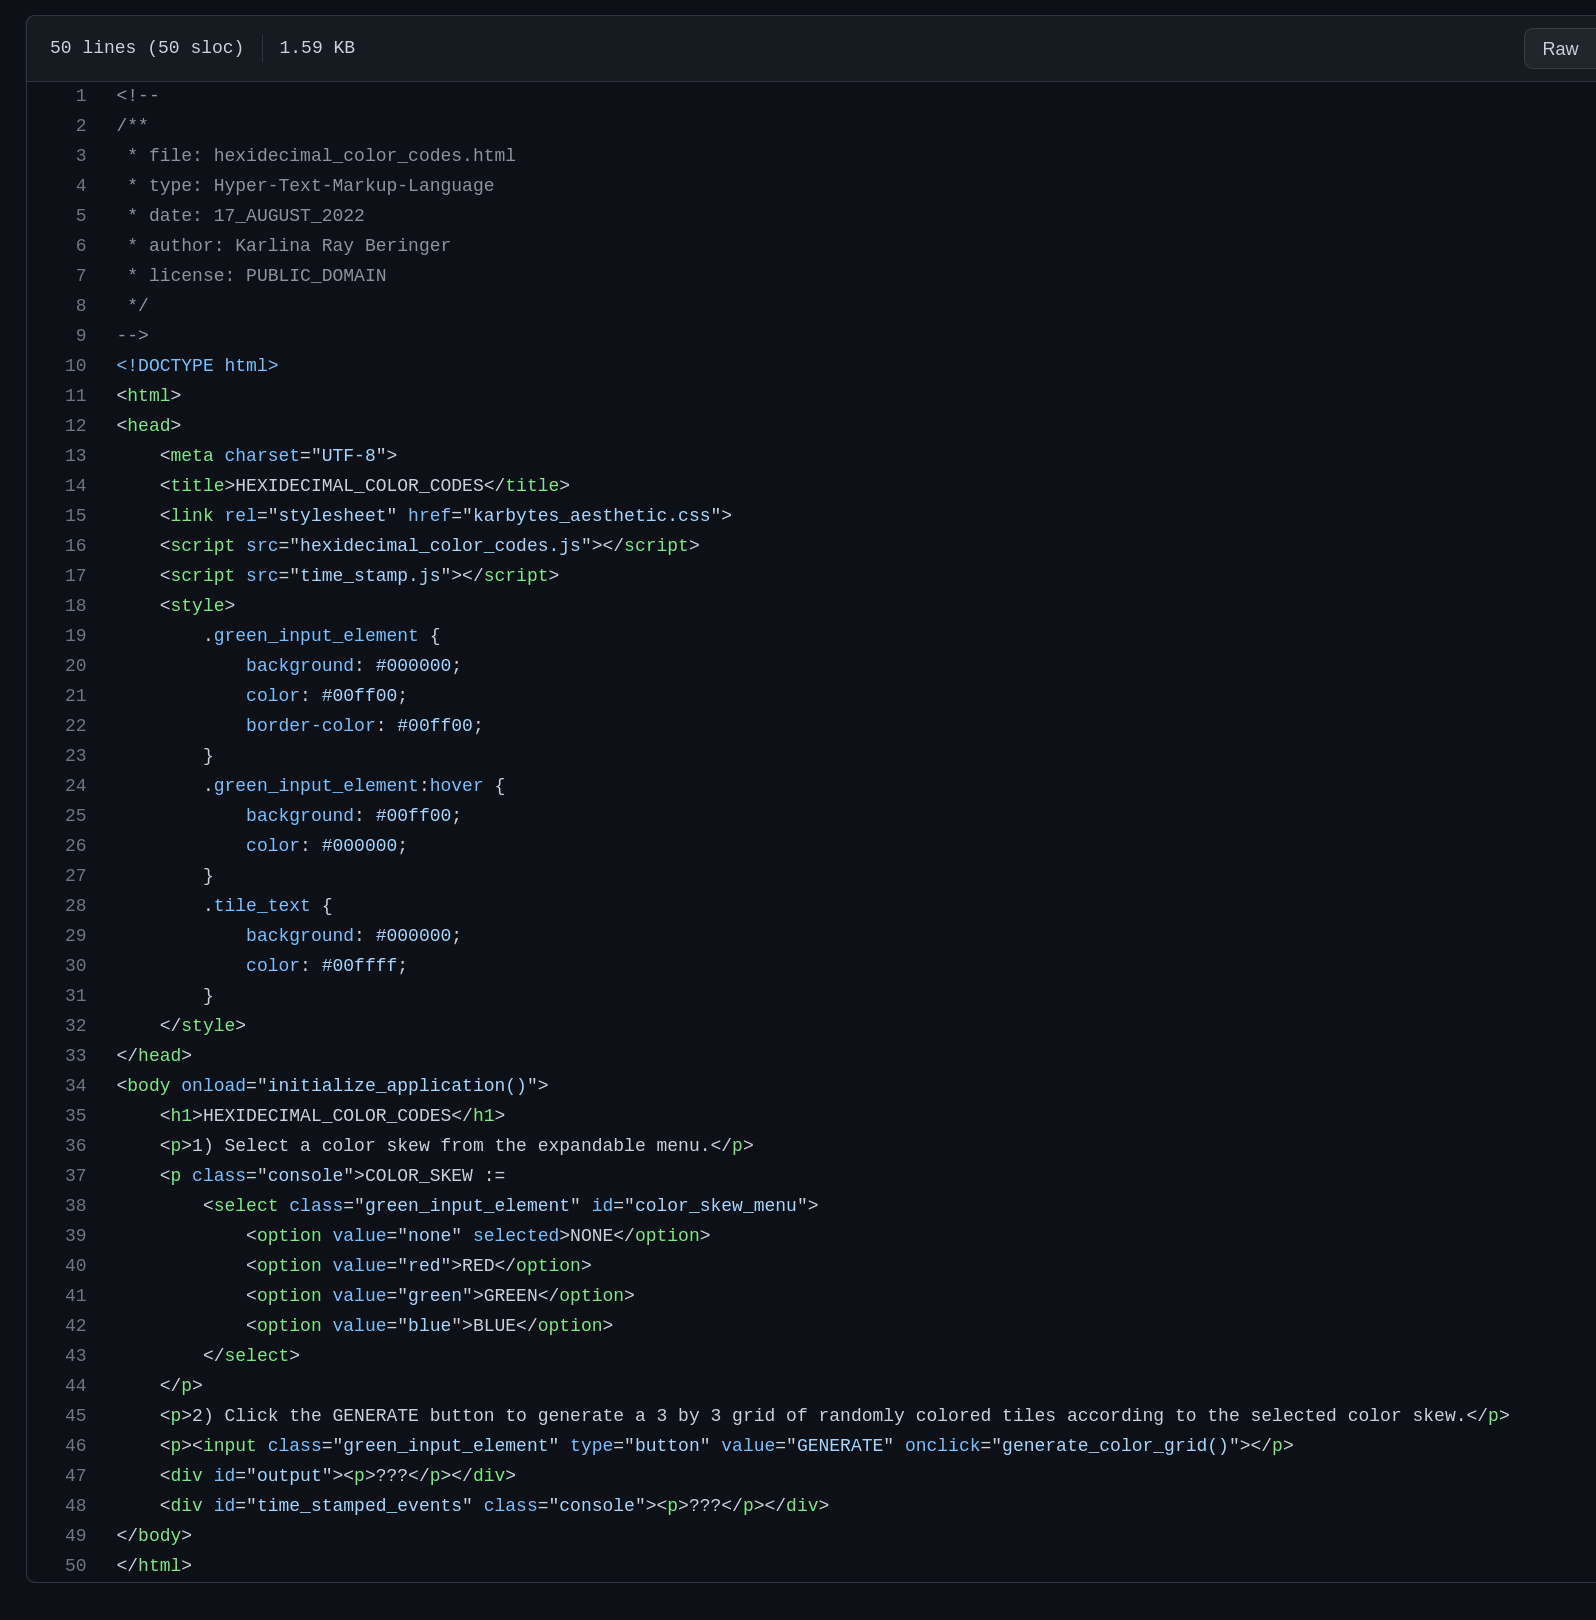 50 lines (50 sloc) 1.59 KB
Raw
1 <!--
2 /**
3  * file: hexidecimal_color_codes.html
4  * type: Hyper-Text-Markup-Language
5  * date: 17_AUGUST_2022
6  * author: Karlina Ray Beringer
7  * license: PUBLIC_DOMAIN
8  */
9 -->
10 <!DOCTYPE html>
11 <html>
12 <head>
13     <meta charset="UTF-8">
14     <title>HEXIDECIMAL_COLOR_CODES</title>
15     <link rel="stylesheet" href="karbytes_aesthetic.css">
16     <script src="hexidecimal_color_codes.js"></script>
17     <script src="time_stamp.js"></script>
18     <style>
19         .green_input_element {
20             background: #000000;
21             color: #00ff00;
22             border-color: #00ff00;
23         }
24         .green_input_element:hover {
25             background: #00ff00;
26             color: #000000;
27         }
28         .tile_text {
29             background: #000000;
30             color: #00ffff;
31         }
32     </style>
33 </head>
34 <body onload="initialize_application()">
35     <h1>HEXIDECIMAL_COLOR_CODES</h1>
36     <p>1) Select a color skew from the expandable menu.</p>
37     <p class="console">COLOR_SKEW :=
38         <select class="green_input_element" id="color_skew_menu">
39             <option value="none" selected>NONE</option>
40             <option value="red">RED</option>
41             <option value="green">GREEN</option>
42             <option value="blue">BLUE</option>
43         </select>
44     </p>
45     <p>2) Click the GENERATE button to generate a 3 by 3 grid of randomly colored tiles according to the selected color skew.</p>
46     <p><input class="green_input_element" type="button" value="GENERATE" onclick="generate_color_grid()"></p>
47     <div id="output"><p>???</p></div>
48     <div id="time_stamped_events" class="console"><p>???</p></div>
49 </body>
50 </html>